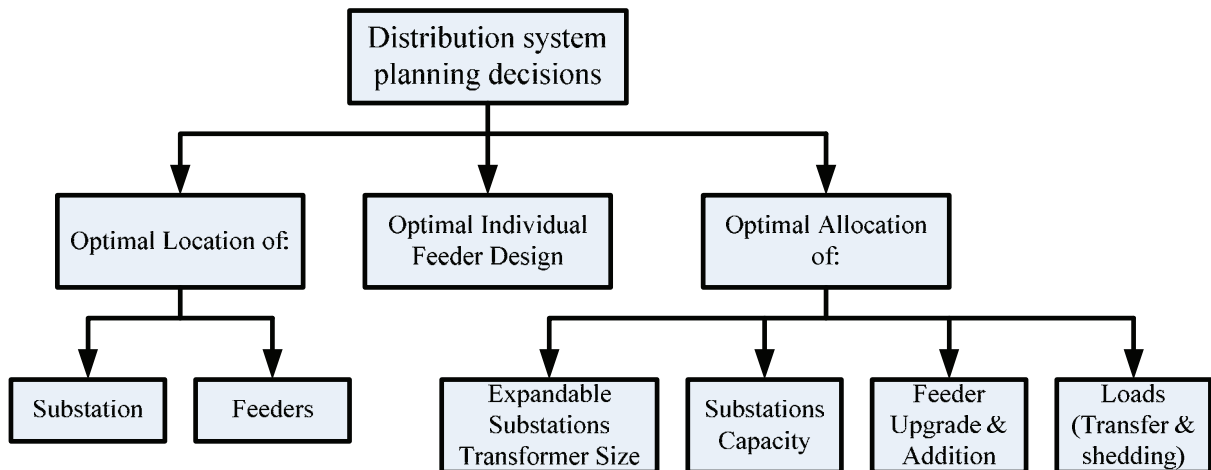 Distribution system
planning decisions
Optimal Location of:
Optimal Individual
Feeder Design
Optimal Allocation
of:
Substation
Feeders
Expandable
Substations
Transformer Size
Substations
Capacity
Feeder
Upgrade &
Addition
Loads
(Transfer &
shedding)